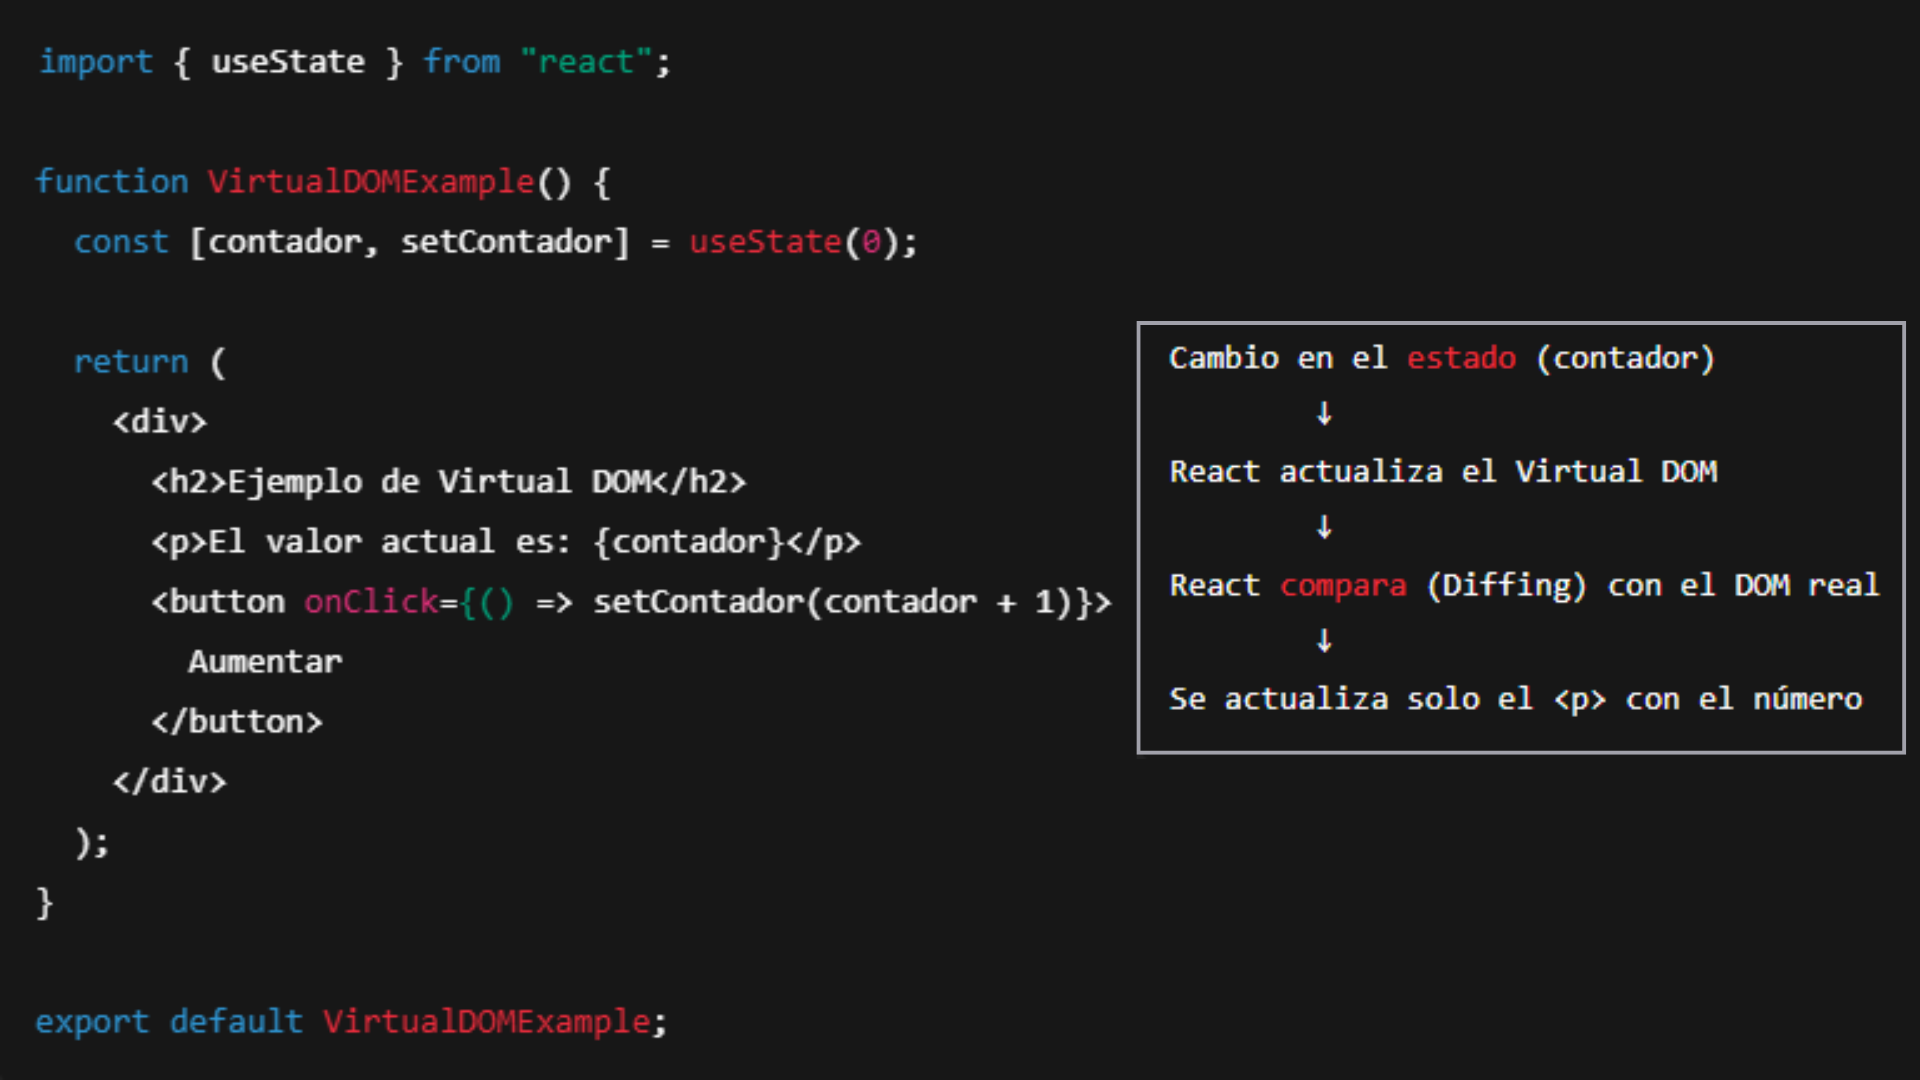 import { useState } from "react";
function VirtualDOMExample() {
const [contador, setContador] = useState(0);
return (
<div>
<h2>Ejemplo de Virtual DOM</h2>
<p>El valor actual es: {contador}</p>
<button onClick={() => setContador(contador + 1)}>
Aumentar
</button>
</div>
);
}
export default VirtualDOMExample;
Cambio en el estado (contador)
↓
React actualiza el Virtual DOM
↓
React compara (Diffing) con el DOM real
↓
Se actualiza solo el <p> con el número